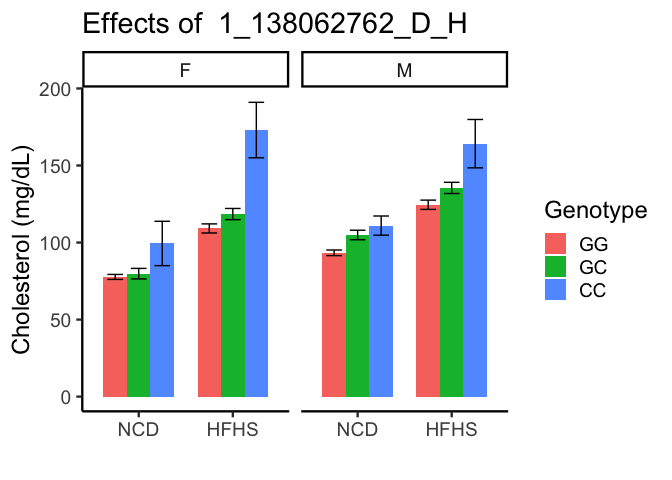 Effects of  1_138062762_D_H
F
M
200
150
100
50
0
Cholesterol (mg/dL)
NCD
HFHS
NCD
HFHS
Genotype
GG
GC
CC